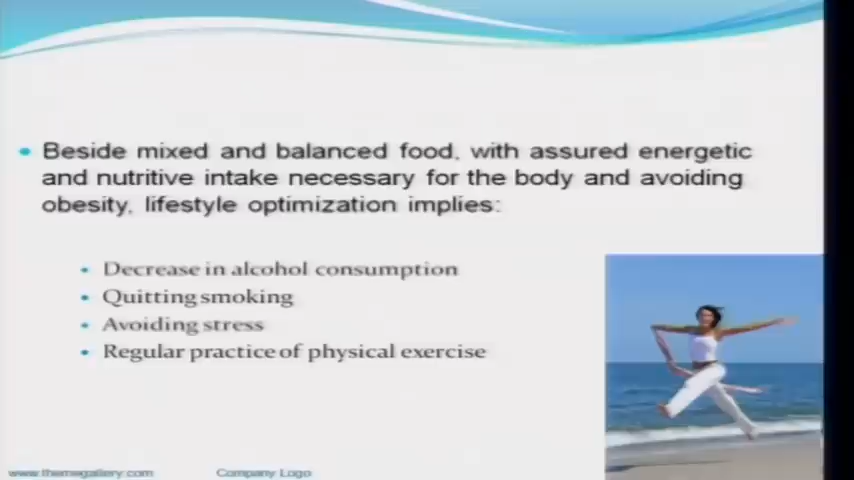 Beside mixed and balanced food, with assured energetic
and nutritive intake necessary for the body and avoiding
obesity, lifestyle optimization implies:
Decrease in alcohol consumption
Quitting smoking
Avoiding stress
Regular practice of physical exercise
www.themegallery.com
Company Logo